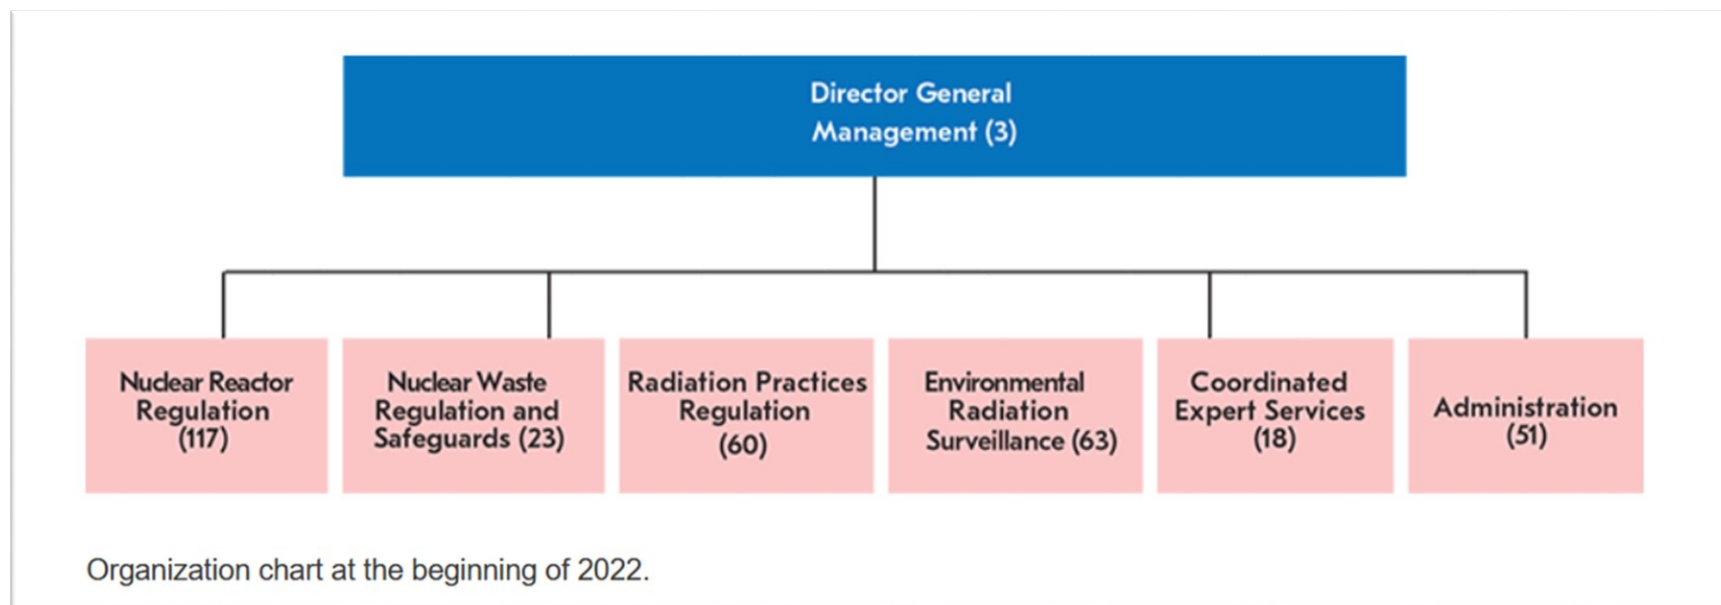 Director General
Management (3)
Nuclear Reactor
Regulation
(117)
Nuclear Waste
Regulation and
Safeguards (23)
Radiation Practices
Regulation
(60)
Environmental
Radiation
Surveillance (63)
Coordinated
Expert Services
(18)
Administration
(51)
Organization chart at the beginning of 2022.